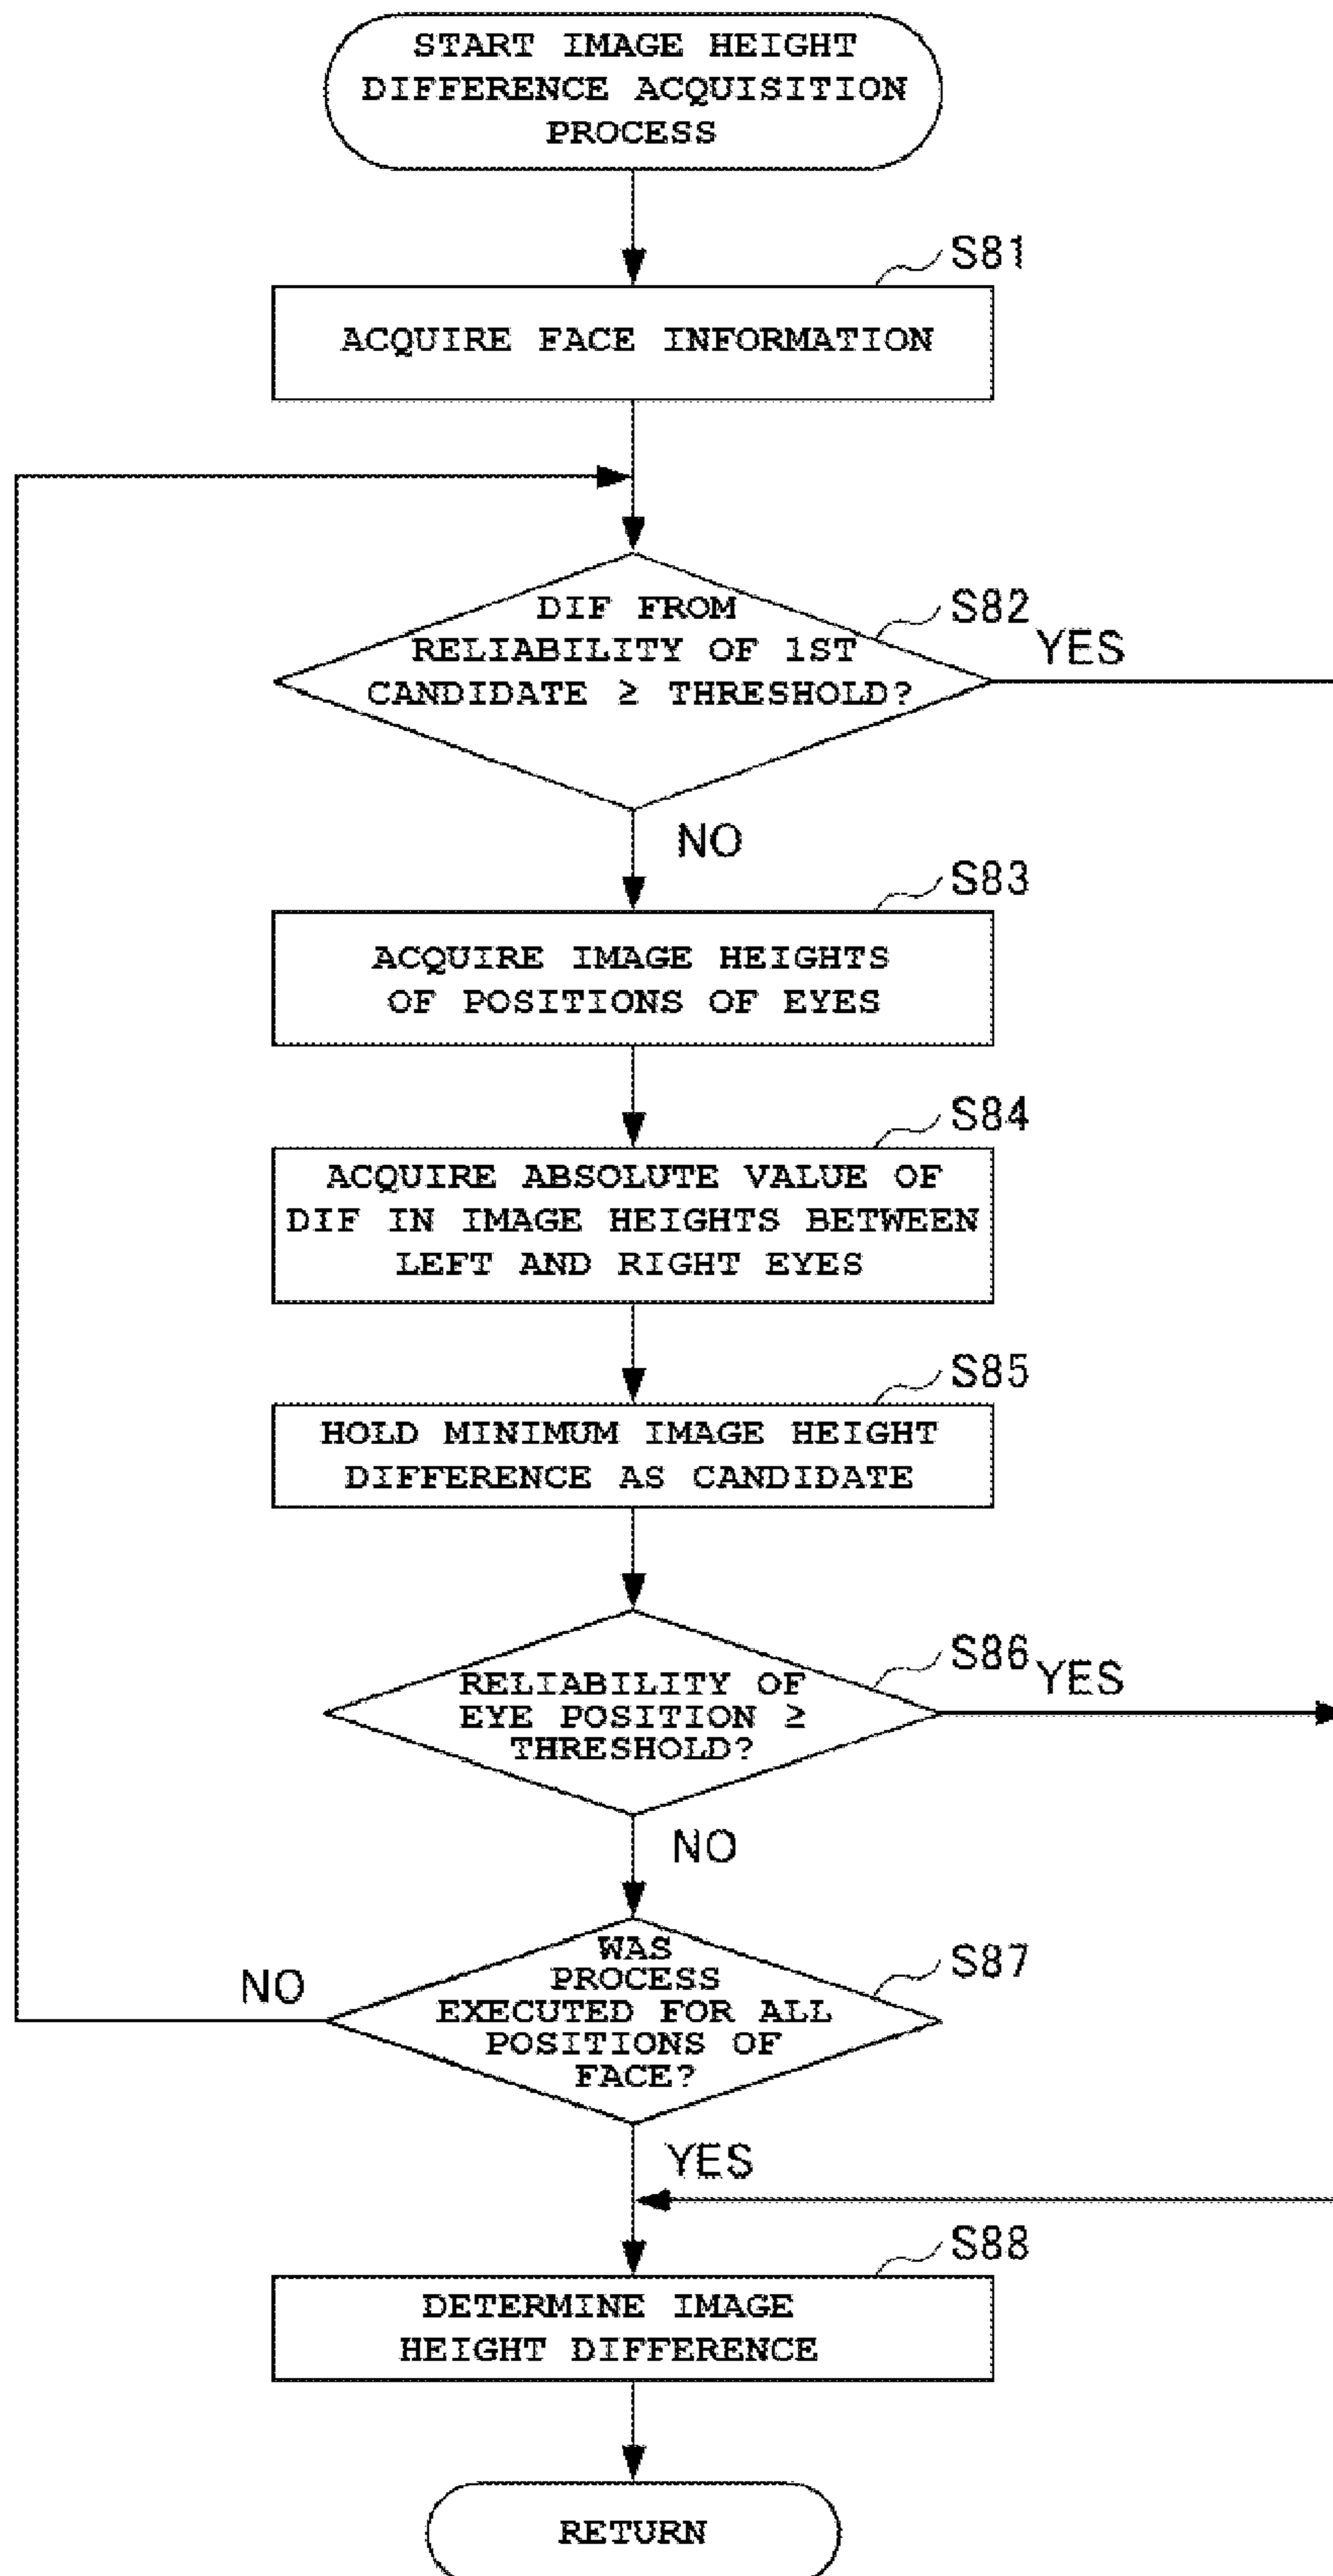 START IMAGE HEIGHT
DIFFERENCE ACQUISITION
PROCESS
S81
ACQUIRE FACE INFORMATION
S82
DIF FROM
RELIABILITY OF 1ST
CANDIDATE ≥ THRESHOLD?
YES
NO
S83
ACQUIRE IMAGE HEIGHTS
OF POSITIONS OF EYES
S84
ACQUIRE ABSOLUTE VALUE OF
DIF IN IMAGE HEIGHTS BETWEEN
LEFT AND RIGHT EYES
S85
HOLD MINIMUM IMAGE HEIGHT
DIFFERENCE AS CANDIDATE
S86
RELIABILITY OF
EYE POSITION ≥
THRESHOLD?
YES
NO
S87
WAS
PROCESS
EXECUTED FOR ALL
POSITIONS OF
FACE?
NO
YES
S88
DETERMINE IMAGE
HEIGHT DIFFERENCE
RETURN